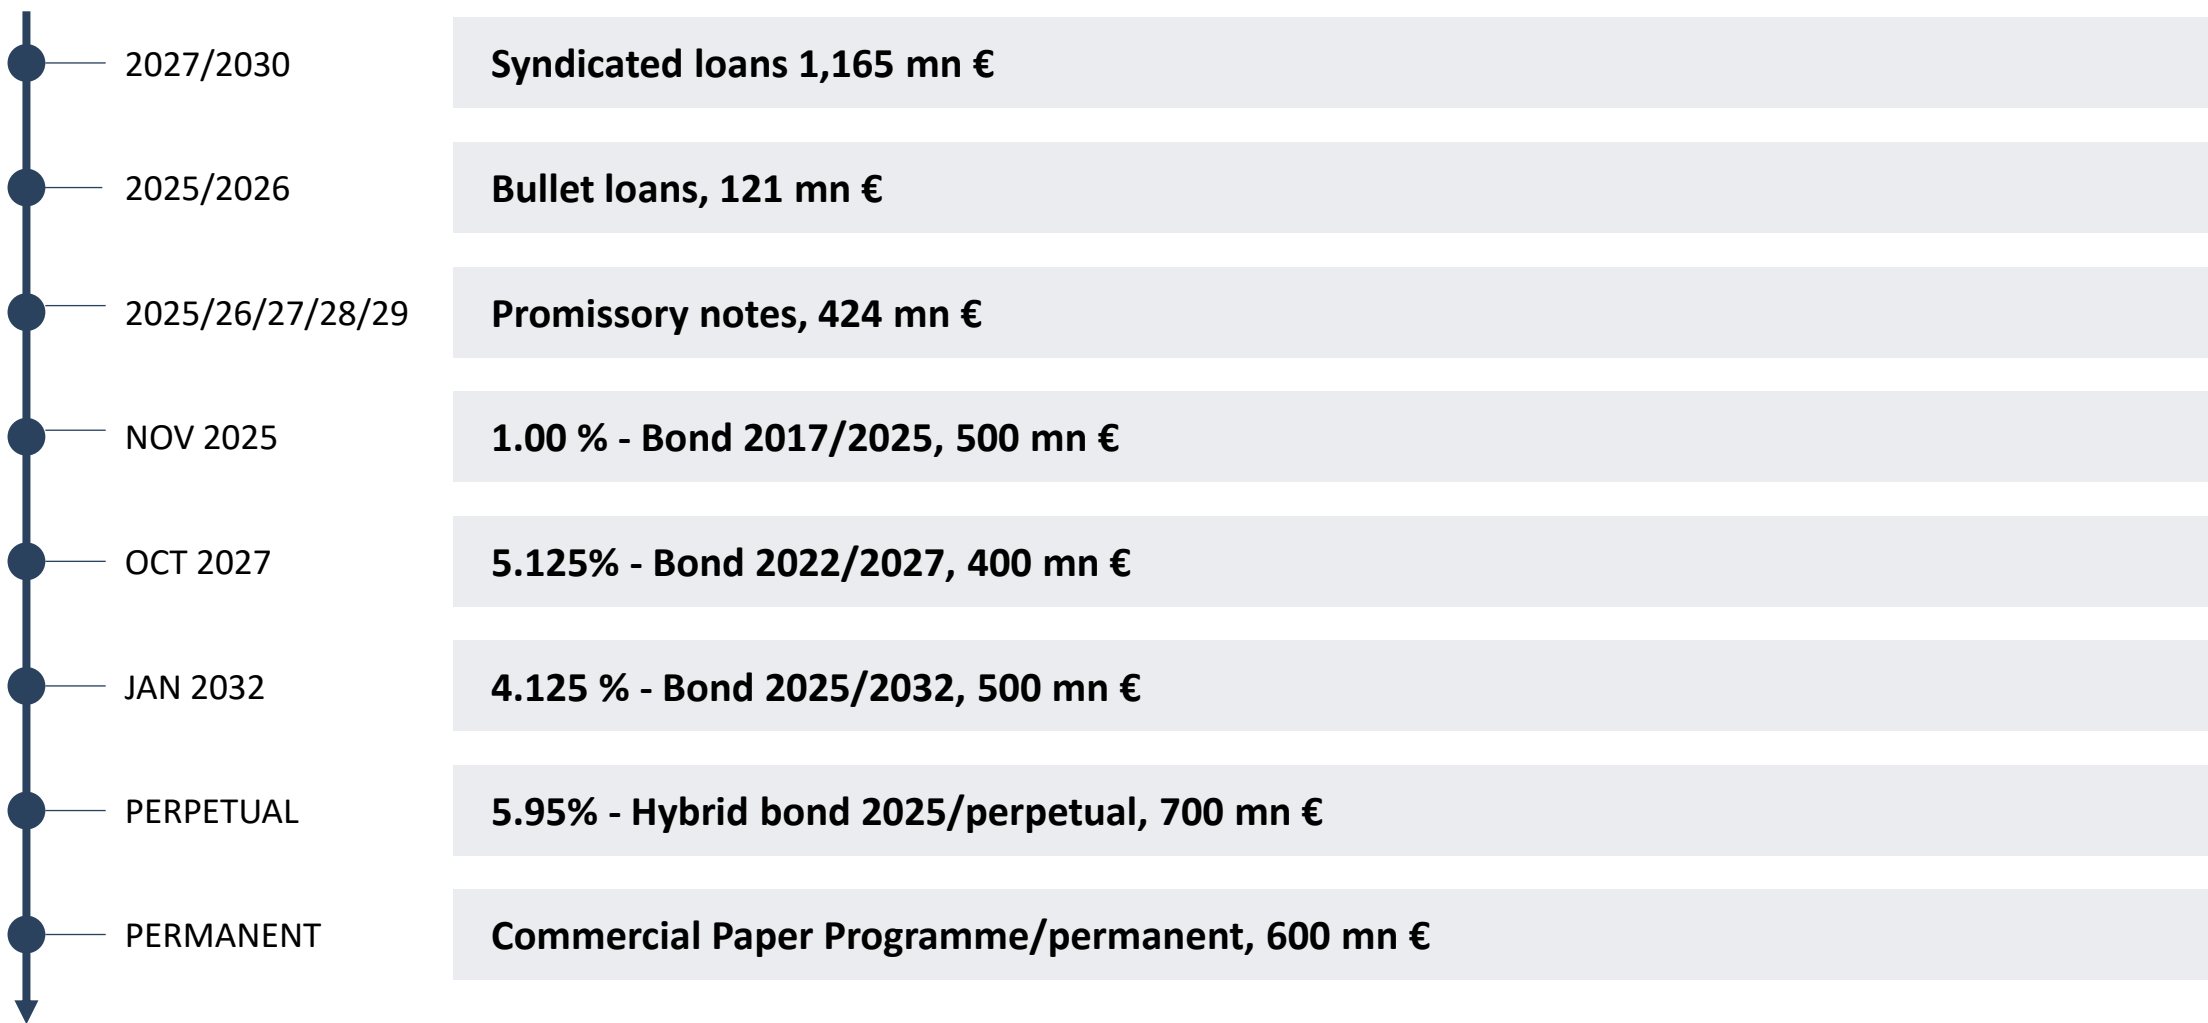 2027/2030 Syndicated loans 1,165 mn €
2025/2026 Bullet loans, 121 mn €
2025/26/27/28/29 Promissory notes, 424 mn €
NOV 2025 1.00 % - Bond 2017/2025, 500 mn €
OCT 2027 5.125% - Bond 2022/2027, 400 mn €
JAN 2032 4.125 % - Bond 2025/2032, 500 mn €
PERPETUAL 5.95% - Hybrid bond 2025/perpetual, 700 mn €
PERMANENT Commercial Paper Programme/permanent, 600 mn €